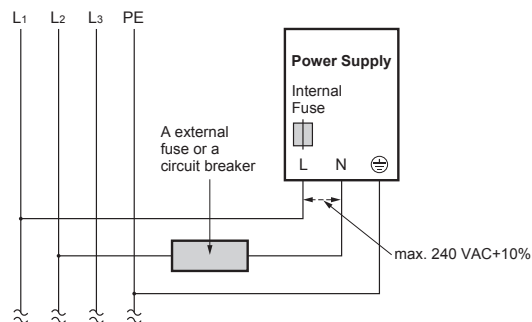 L1 L2 L3 PE
Power Supply
Internal
Fuse
A external
fuse or a
circuit breaker
L N
max. 240 VAC+10%